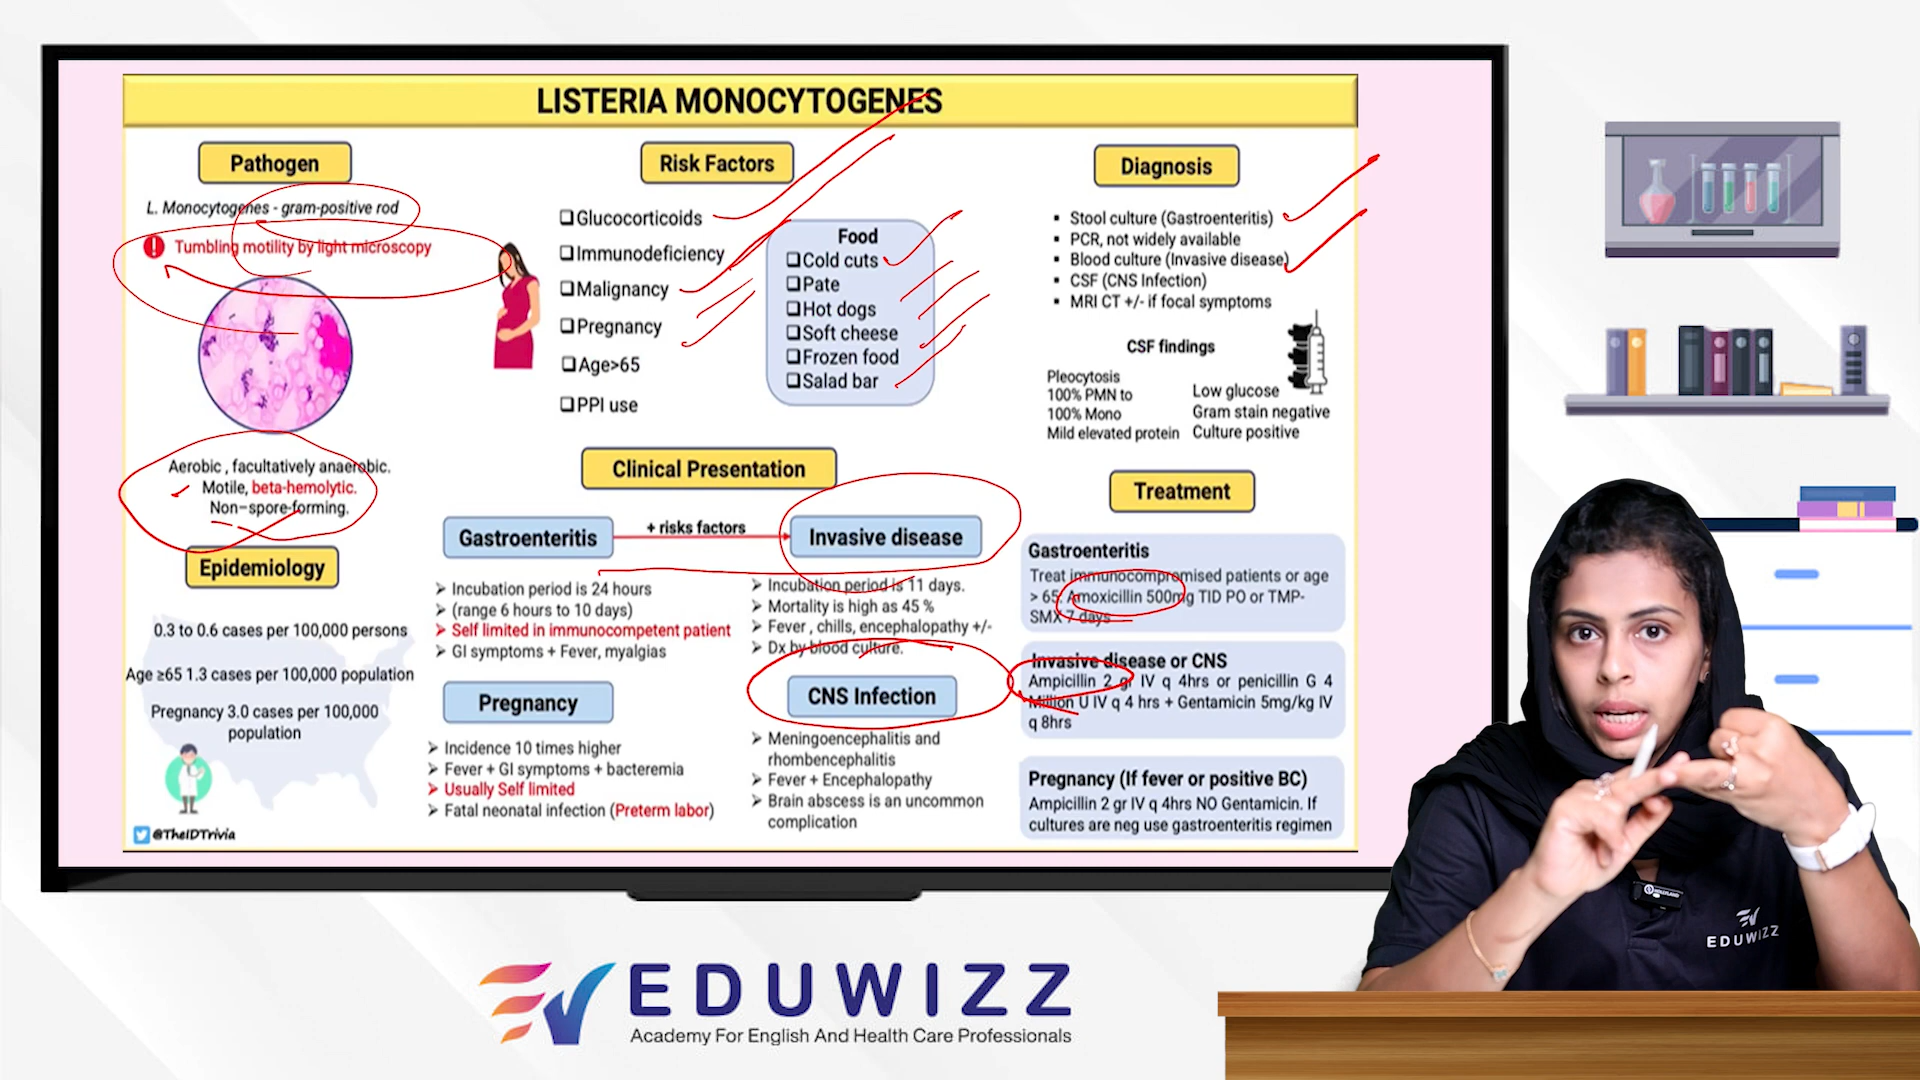 LISTERIA MONOCYTOGENES
Pathogen
L. Monocytogenes - gram-positive rod
Tumbling motility by light microscopy
Aerobic , facultatively anaerobic.
Motile, beta-hemolytic.
Non-spore-forming.
Epidemiology
0.3 to 0.6 cases per 100,000 persons
Age ≥65 1.3 cases per 100,000 population
Pregnancy 3.0 cases per 100,000
population
@TheIDTrivia
Risk Factors
Glucocorticoids
Immunodeficiency
Malignancy
Pregnancy
Age>65
PPI use
Food
Cold cuts
Pate
Hot dogs
Soft cheese
Frozen food
Salad bar
Clinical Presentation
Gastroenteritis
+ risks factors
Invasive disease
Incubation period is 24 hours
(range 6 hours to 10 days)
Self limited in immunocompetent patient
GI symptoms + Fever, myalgias
Incubation period is 11 days.
Mortality is high as 45 %
Fever , chills, encephalopathy +/-
Dx by blood culture.
Pregnancy
Incidence 10 times higher
Fever + GI symptoms + bacteremia
Usually Self limited
Fatal neonatal infection (Preterm labor)
CNS Infection
Meningoencephalitis and
rhombencephalitis
Fever + Encephalopathy
Brain abscess is an uncommon
complication
Diagnosis
Stool culture (Gastroenteritis)
PCR, not widely available
Blood culture (Invasive disease)
CSF (CNS Infection)
MRI CT +/- if focal symptoms
CSF findings
Pleocytosis
100% PMN to
100% Mono
Mild elevated protein
Low glucose
Gram stain negative
Culture positive
Treatment
Gastroenteritis
Treat immunocompromised patients or age
> 65. Amoxicillin 500mg TID PO or TMP-
SMX 7 days
Invasive disease or CNS
Ampicillin 2 gr IV q 4hrs or penicillin G 4
Million U IV q 4 hrs + Gentamicin 5mg/kg IV
q 8hrs
Pregnancy (If fever or positive BC)
Ampicillin 2 gr IV q 4hrs NO Gentamicin. If
cultures are neg use gastroenteritis regimen
EDUWIZZ
EDUWIZZ
Academy For English And Health Care Professionals